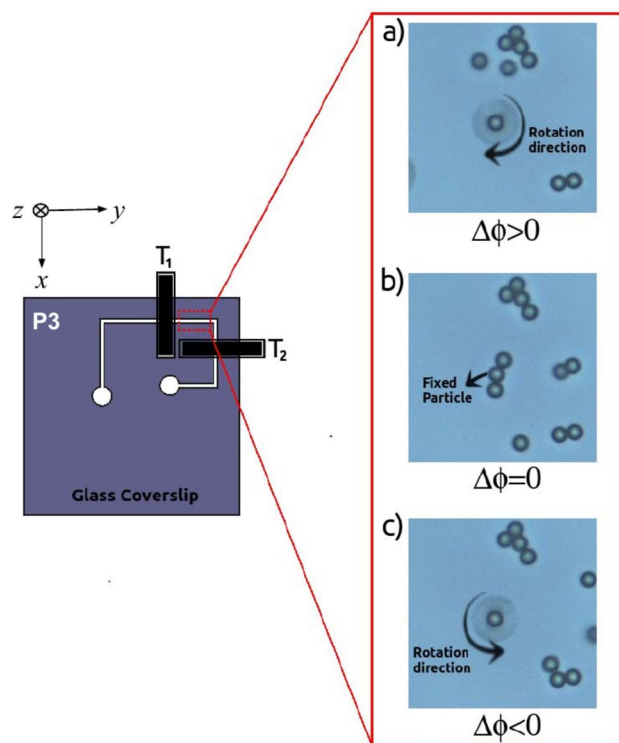 a)
Rotation
direction
Δϕ>0
z
y
x
T1
P3
T2
Glass Coverslip
b)
Fixed
Particle
Δϕ=0
c)
Rotation
direction
Δϕ<0